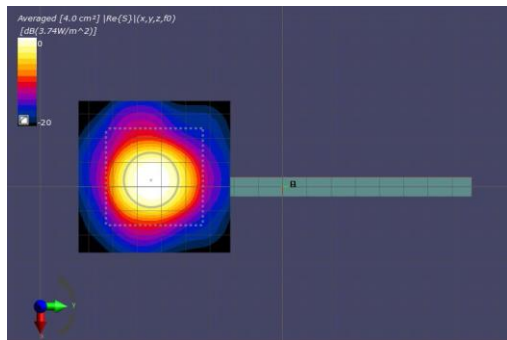 Averaged [4.0 cm²] |Re{S}|(x,y,z,f0)
[dB(3.74W/m^2)]
0
-20
B
Y